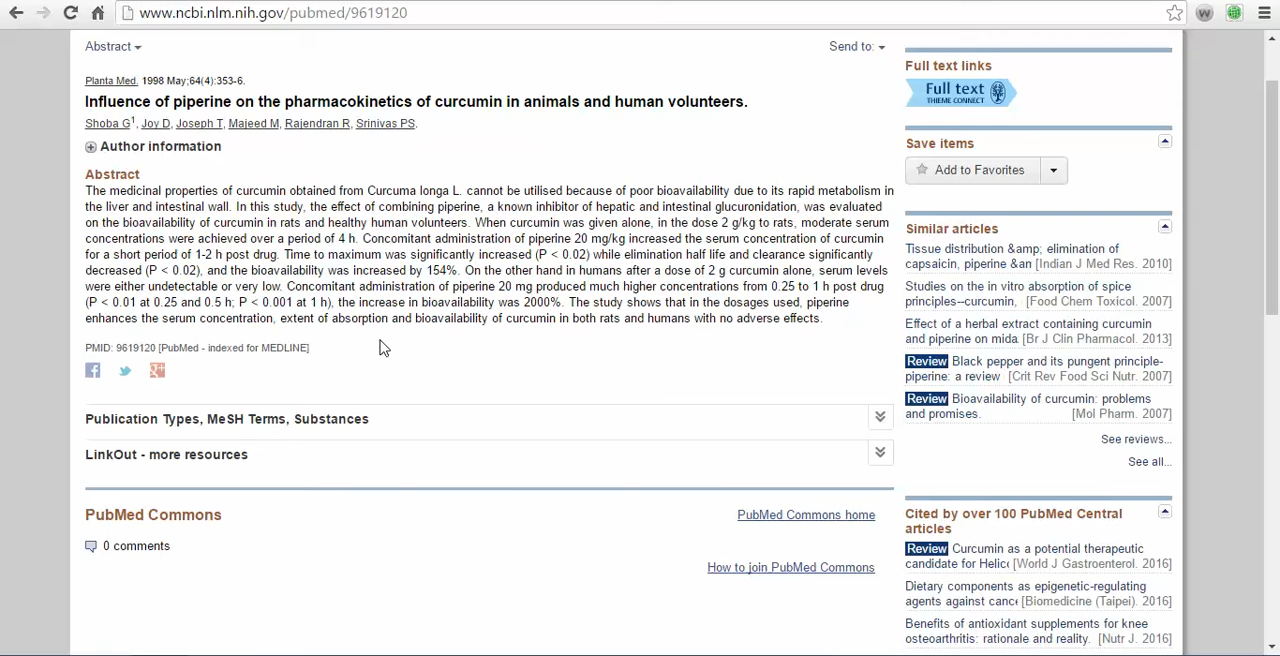 www.ncbi.nlm.nih.gov/pubmed/9619120
Abstract
Send to:
Planta Med. 1998 May;64(4):353-6.
Influence of piperine on the pharmacokinetics of curcumin in animals and human volunteers.
Shoba G1, Joy D, Joseph T, Majeed M, Rajendran R, Srinivas PS.
Author information
Abstract
The medicinal properties of curcumin obtained from Curcuma longa L. cannot be utilised because of poor bioavailability due to its rapid metabolism in
the liver and intestinal wall. In this study, the effect of combining piperine, a known inhibitor of hepatic and intestinal glucuronidation, was evaluated
on the bioavailability of curcumin in rats and healthy human volunteers. When curcumin was given alone, in the dose 2 g/kg to rats, moderate serum
concentrations were achieved over a period of 4 h. Concomitant administration of piperine 20 mg/kg increased the serum concentration of curcumin
for a short period of 1-2 h post drug. Time to maximum was significantly increased (P < 0.02) while elimination half life and clearance significantly
decreased (P < 0.02), and the bioavailability was increased by 154%. On the other hand in humans after a dose of 2 g curcumin alone, serum levels
were either undetectable or very low. Concomitant administration of piperine 20 mg produced much higher concentrations from 0.25 to 1 h post drug
(P < 0.01 at 0.25 and 0.5 h; P < 0.001 at 1 h), the increase in bioavailability was 2000%. The study shows that in the dosages used, piperine
enhances the serum concentration, extent of absorption and bioavailability of curcumin in both rats and humans with no adverse effects.
PMID: 9619120 [PubMed - indexed for MEDLINE]
Publication Types, MeSH Terms, Substances
LinkOut - more resources
PubMed Commons
PubMed Commons home
0 comments
How to join PubMed Commons
Full text links
Full text
THIEME CONNECT
Save items
Add to Favorites
Similar articles
Tissue distribution &amp; elimination of
capsaicin, piperine &an [Indian J Med Res. 2010]
Studies on the in vitro absorption of spice
principles--curcumin, [Food Chem Toxicol. 2007]
Effect of a herbal extract containing curcumin
and piperine on mida [Br J Clin Pharmacol. 2013]
Review Black pepper and its pungent principle-
piperine: a review [Crit Rev Food Sci Nutr. 2007]
Review Bioavailability of curcumin: problems
and promises. [Mol Pharm. 2007]
See reviews...
See all...
Cited by over 100 PubMed Central
articles
Review Curcumin as a potential therapeutic
candidate for Helic [World J Gastroenterol. 2016]
Dietary components as epigenetic-regulating
agents against canc [Biomedicine (Taipei). 2016]
Benefits of antioxidant supplements for knee
osteoarthritis: rationale and reality. [Nutr J. 2016]